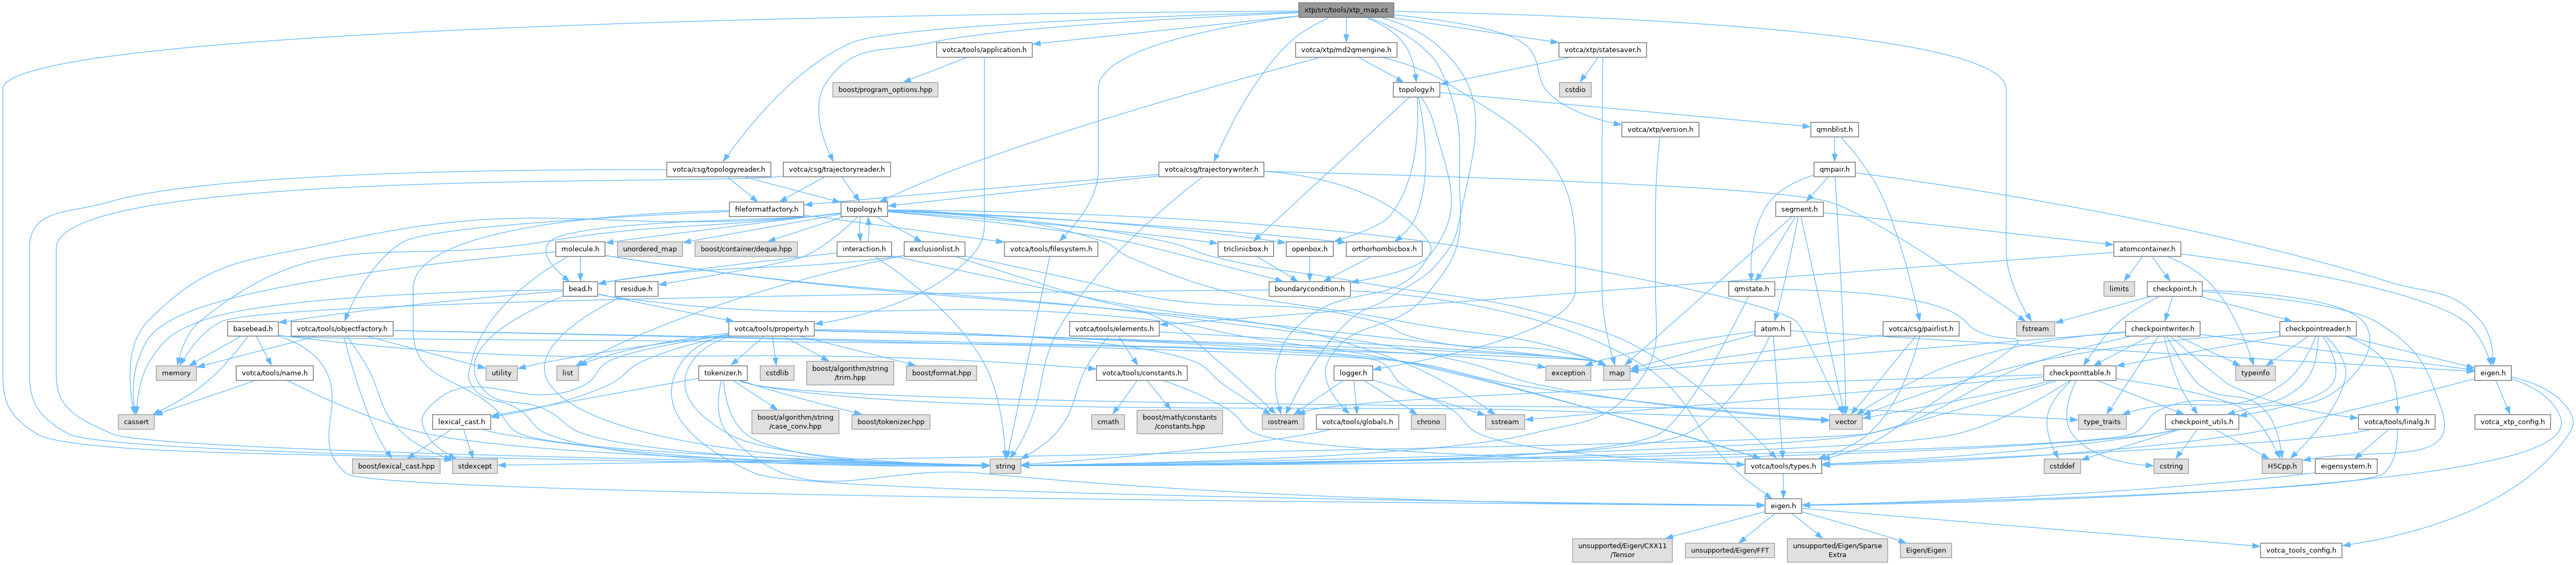 xtp/src/tools/xtp_map.cc
votca/tools/application.h
votca/xtp/md2qmengine.h
votca/xtp/statesaver.h
boost/program_options.hpp
topology.h
cstdio
votca/xtp/version.h
qmnblist.h
votca/csg/topologyreader.h
votca/csg/trajectoryreader.h
votca/csg/trajectorywriter.h
qmpair.h
fileformatfactory.h
topology.h
segment.h
molecule.h
unordered_map
boost/container/deque.hpp
interaction.h
exclusionlist.h
votca/tools/filesystem.h
triclinicbox.h
openbox.h
orthorhombicbox.h
atomcontainer.h
bead.h
residue.h
boundarycondition.h
qmstate.h
limits
checkpoint.h
basebead.h
votca/tools/objectfactory.h
votca/tools/property.h
votca/tools/elements.h
atom.h
votca/csg/pairlist.h
fstream
checkpointwriter.h
checkpointreader.h
memory
votca/tools/name.h
utility
list
tokenizer.h
cstdlib
boost/algorithm/string
/trim.hpp
boost/format.hpp
votca/tools/constants.h
logger.h
exception
map
checkpointtable.h
typeinfo
eigen.h
cassert
lexical_cast.h
boost/algorithm/string
/case_conv.hpp
boost/tokenizer.hpp
cmath
boost/math/constants
/constants.hpp
iostream
votca/tools/globals.h
chrono
sstream
vector
type_traits
checkpoint_utils.h
votca/tools/linalg.h
votca_xtp_config.h
boost/lexical_cast.hpp
stdexcept
string
votca/tools/types.h
cstddef
cstring
H5Cpp.h
eigensystem.h
eigen.h
unsupported/Eigen/CXX11
/Tensor
unsupported/Eigen/FFT
unsupported/Eigen/Sparse
Extra
Eigen/Eigen
votca_tools_config.h